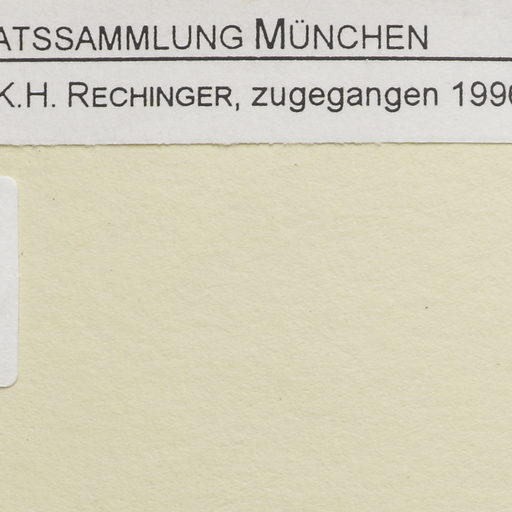 ATSSAMMLUNG MÜNCHEN
K.H. RECHINGER, zugegangen 1996